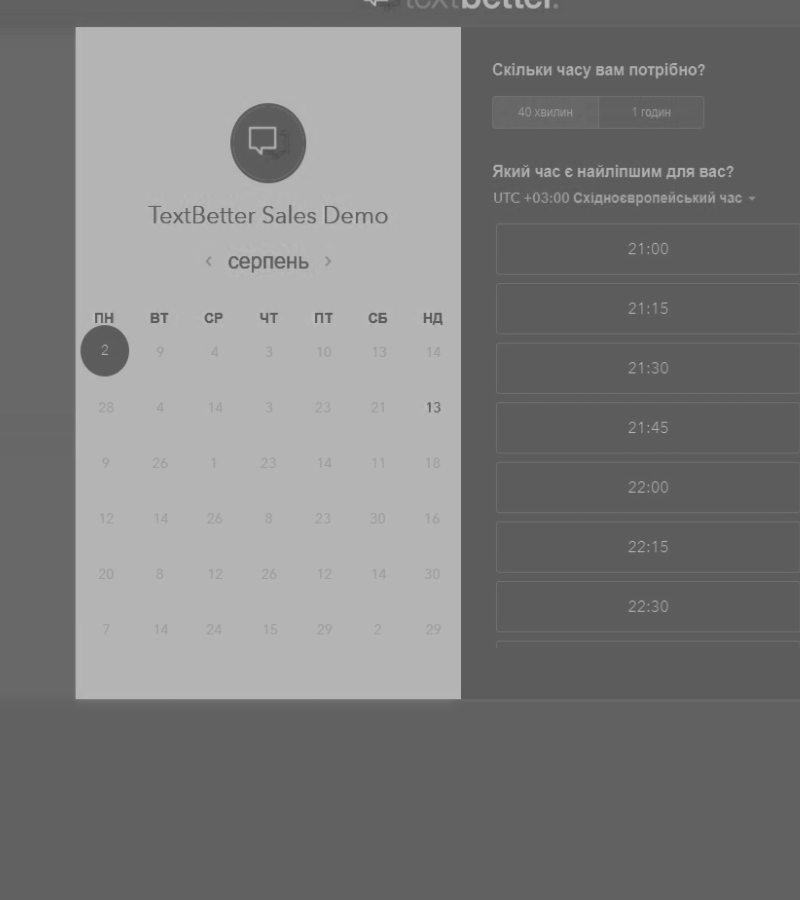 textbetter.
TextBetter Sales Demo
‹ серпень ›
ПН ВТ СР ЧТ ПТ СБ НД
2 9 4 3 10 13 14
28 4 14 3 23 21 13
9 26 1 23 14 11 18
12 14 26 8 23 30 16
20 8 12 26 12 14 30
7 14 24 15 29 2 29
Скільки часу вам потрібно?
40 хвилин 1 годин
Який час є найліпшим для вас?
UTC +03:00 Східноєвропейський час
21:00
21:15
21:30
21:45
22:00
22:15
22:30